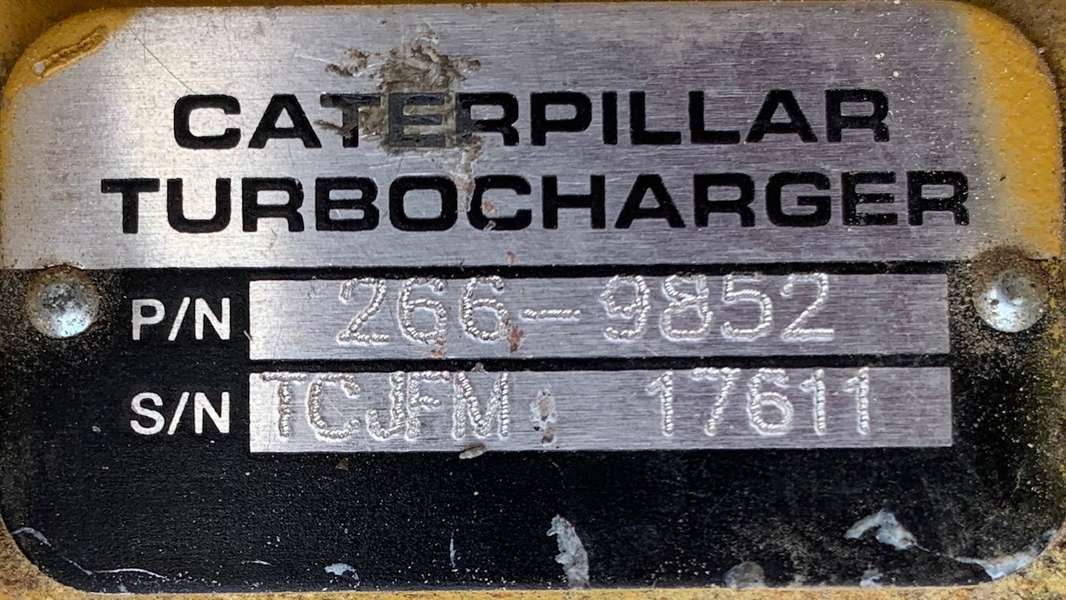 CATERPILLAR
TURBOCHARGER
P/N 266-9852
S/N TCJFM 17611